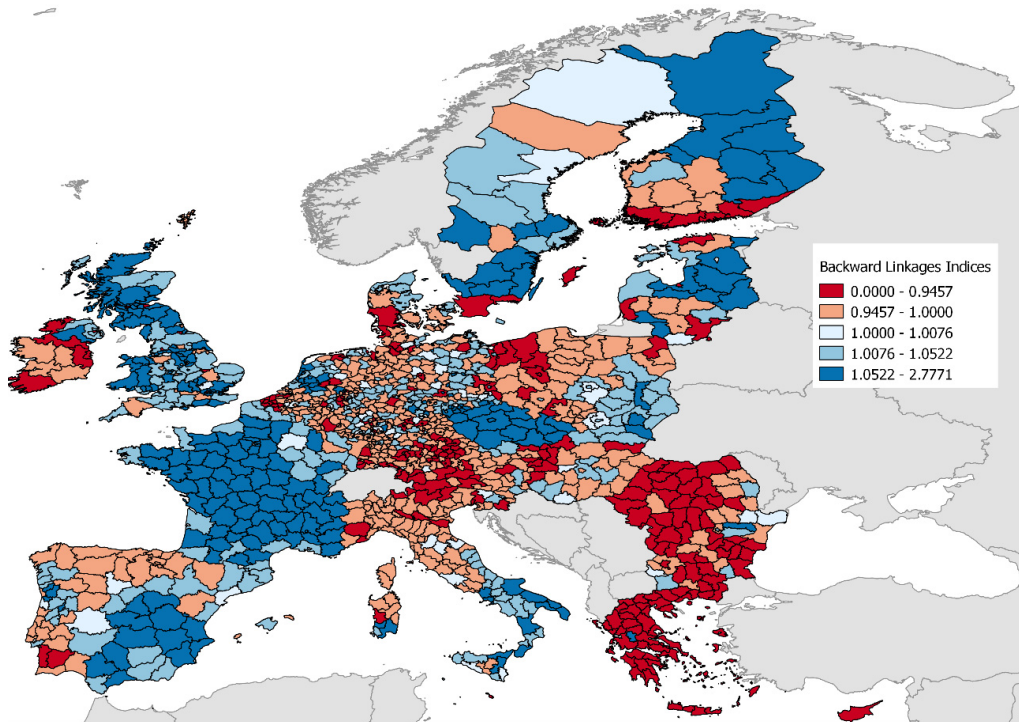 Backward Linkages Indices
0.0000 - 0.9457
0.9457 - 1.0000
1.0000 - 1.0076
1.0076 - 1.0522
1.0522 - 2.7771